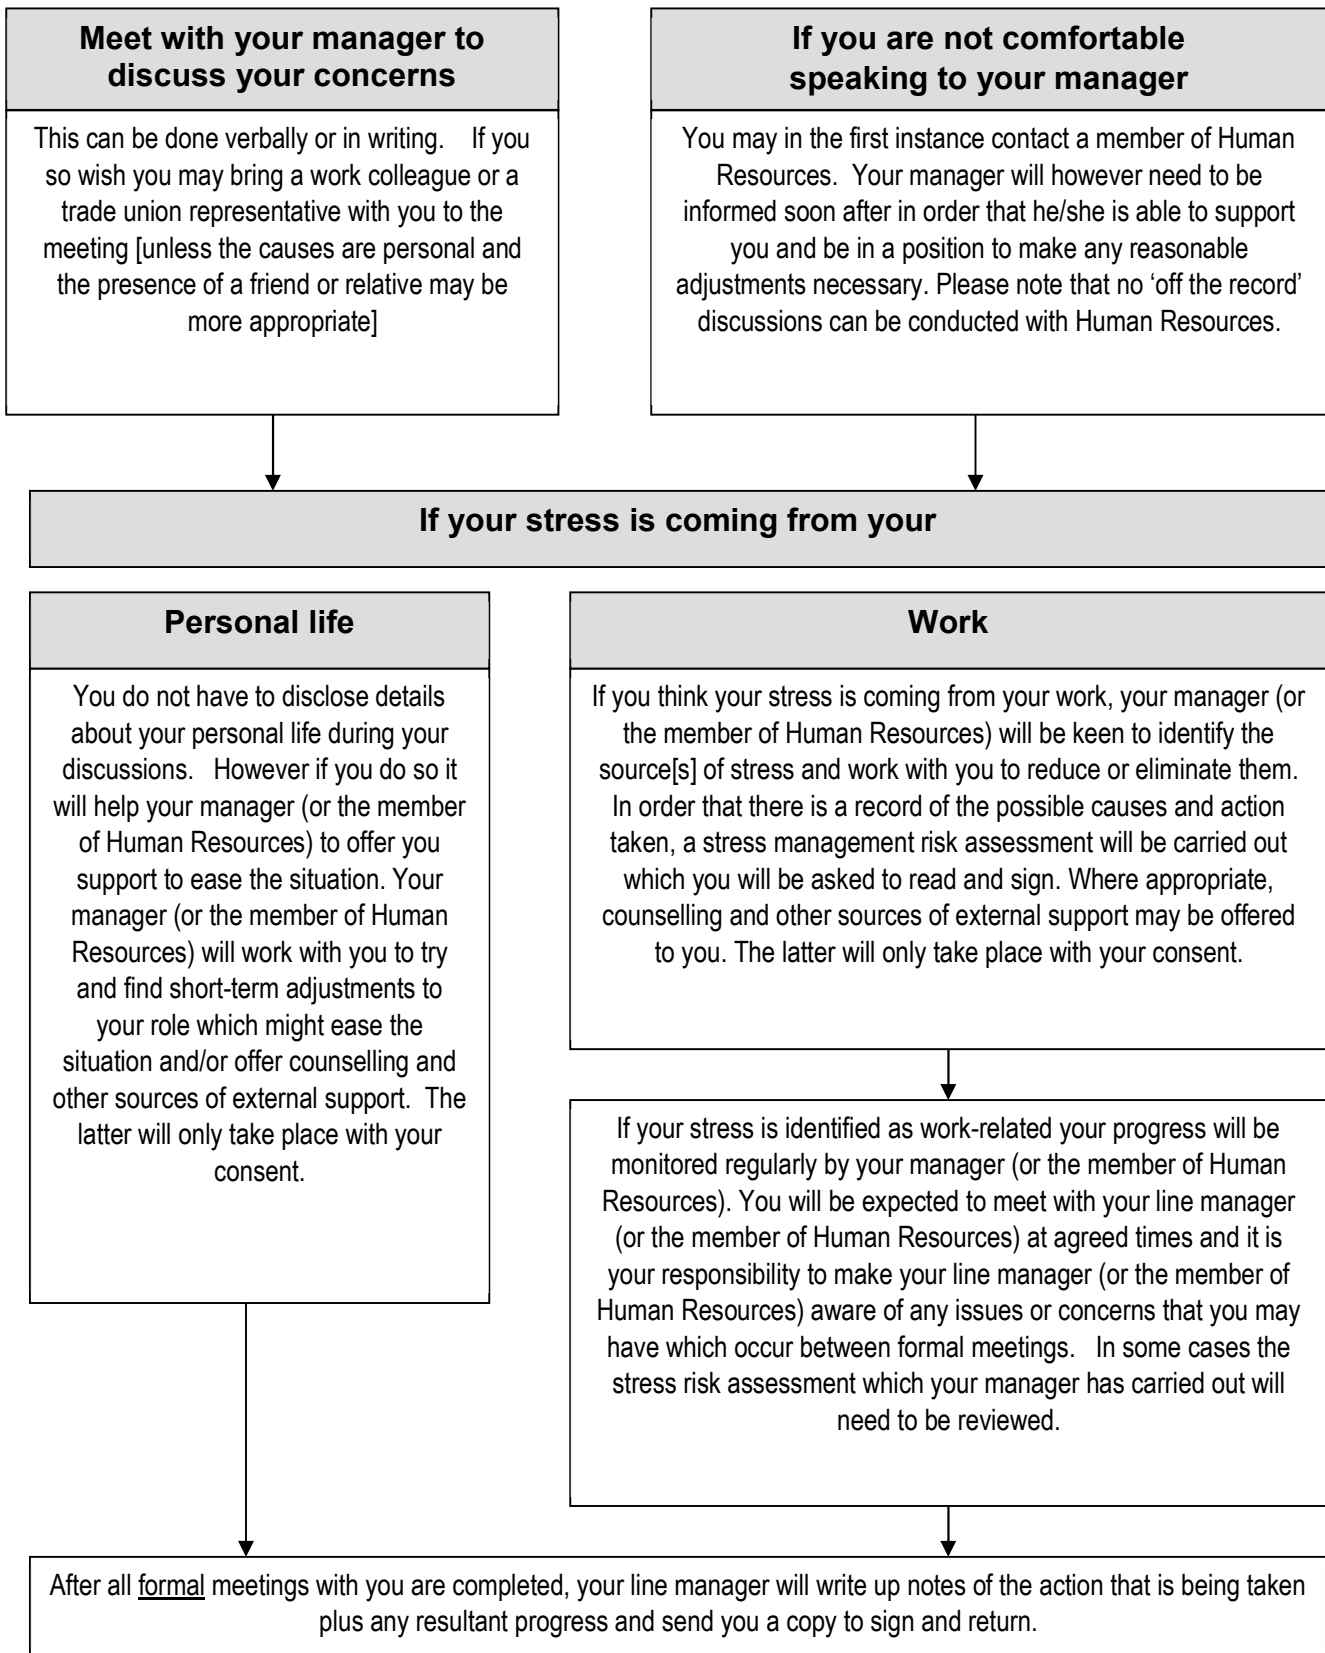 Meet with your manager to
discuss your concerns
This can be done verbally or in writing. If you
so wish you may bring a work colleague or a
trade union representative with you to the
meeting [unless the causes are personal and
the presence of a friend or relative may be
more appropriate]
If you are not comfortable
speaking to your manager
You may in the first instance contact a member of Human
Resources. Your manager will however need to be
informed soon after in order that he/she is able to support
you and be in a position to make any reasonable
adjustments necessary. Please note that no ‘off the record’
discussions can be conducted with Human Resources.
If your stress is coming from your
Personal life
You do not have to disclose details
about your personal life during your
discussions. However if you do so it
will help your manager (or the member
of Human Resources) to offer you
support to ease the situation. Your
manager (or the member of Human
Resources) will work with you to try
and find short-term adjustments to
your role which might ease the
situation and/or offer counselling and
other sources of external support. The
latter will only take place with your
consent.
Work
If you think your stress is coming from your work, your manager (or
the member of Human Resources) will be keen to identify the
source[s] of stress and work with you to reduce or eliminate them.
In order that there is a record of the possible causes and action
taken, a stress management risk assessment will be carried out
which you will be asked to read and sign. Where appropriate,
counselling and other sources of external support may be offered
to you. The latter will only take place with your consent.
If your stress is identified as work-related your progress will be
monitored regularly by your manager (or the member of Human
Resources). You will be expected to meet with your line manager
(or the member of Human Resources) at agreed times and it is
your responsibility to make your line manager (or the member of
Human Resources) aware of any issues or concerns that you may
have which occur between formal meetings. In some cases the
stress risk assessment which your manager has carried out will
need to be reviewed.
After all formal meetings with you are completed, your line manager will write up notes of the action that is being taken
plus any resultant progress and send you a copy to sign and return.